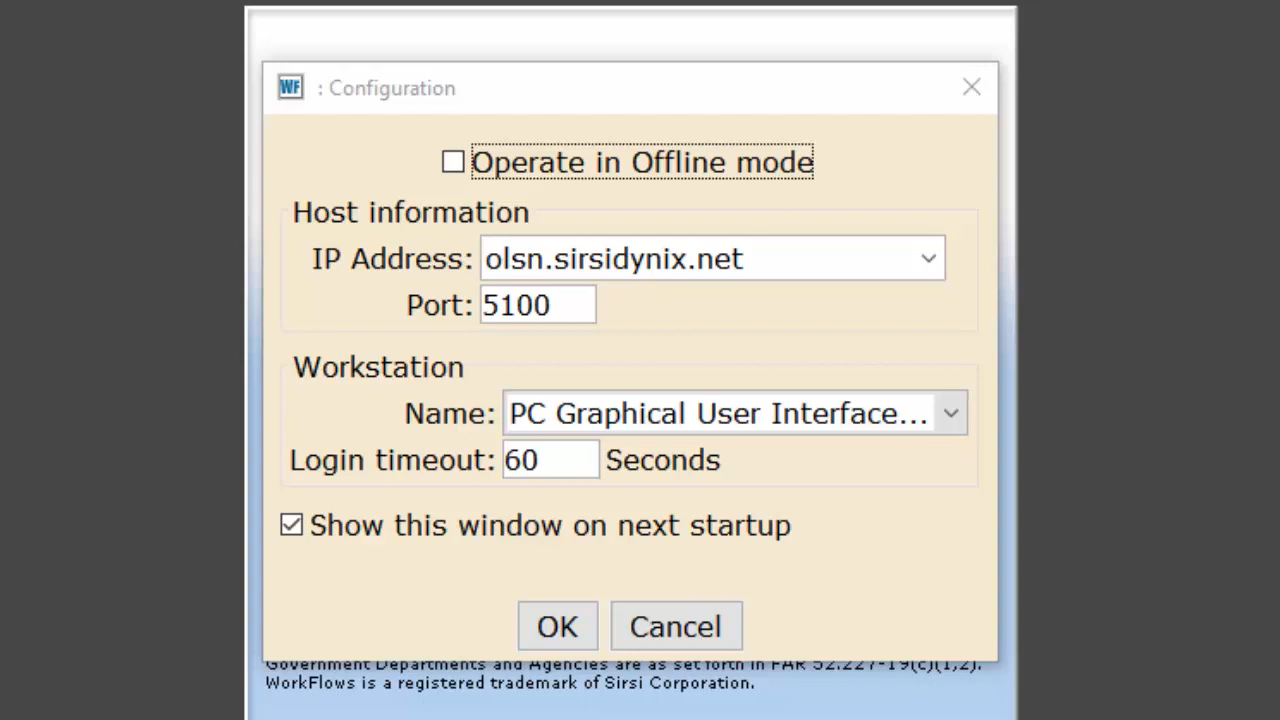 WF : Configuration
Operate in Offline mode
Host information
IP Address: olsn.sirsidynix.net
Port: 5100
Workstation
Name: PC Graphical User Interface...
Login timeout: 60 Seconds
Show this window on next startup
OK Cancel
Government Departments and Agencies are as set forth in FAR 52.227-19(c)(1,2).
WorkFlows is a registered trademark of Sirsi Corporation.